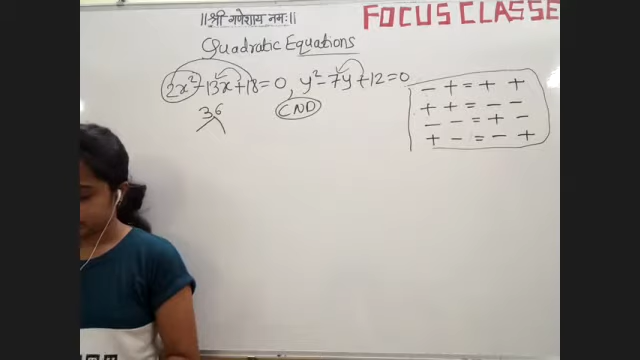 ||श्री गणेशाय नमः||
FOCUS CLASSE
Quadratic Equations
2x²-13x+18=0, y²-7y+12=0
36
CND
- + = + +
+ + = - -
- - = + -
+ - = - +